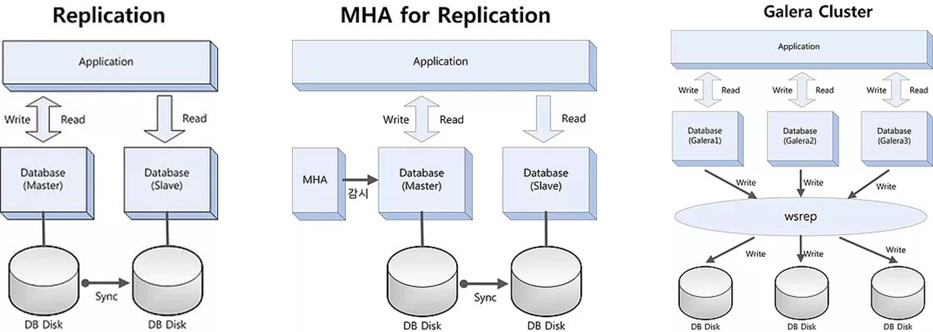 Replication
Application
Write
Read
Read
Database
(Master)
Database
(Slave)
Sync
DB Disk
DB Disk
MHA for Replication
Application
Write
Read
Read
MHA
감시
Database
(Master)
Database
(Slave)
Sync
DB Disk
DB Disk
Galera Cluster
Application
Write
Read
Write
Read
Write
Read
Database
(Galera1)
Database
(Galera2)
Database
(Galera3)
Write
Write
Write
wsrep
Write
Write
Write
DB Disk
DB Disk
DB Disk